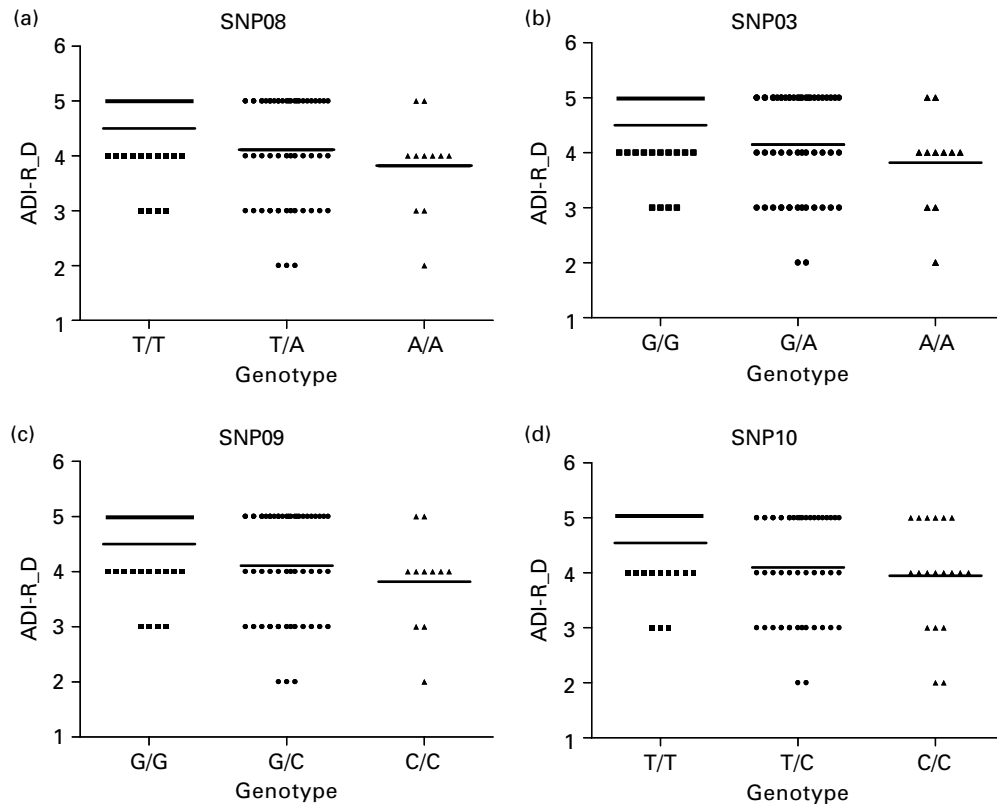 (a)
SNP08
6
5
4
3
2
1
ADI-R_D
T/T T/A A/A
Genotype
(b)
SNP03
6
5
4
3
2
1
ADI-R_D
G/G G/A A/A
Genotype
(c)
SNP09
6
5
4
3
2
1
ADI-R_D
G/G G/C C/C
Genotype
(d)
SNP10
6
5
4
3
2
1
ADI-R_D
T/T T/C C/C
Genotype